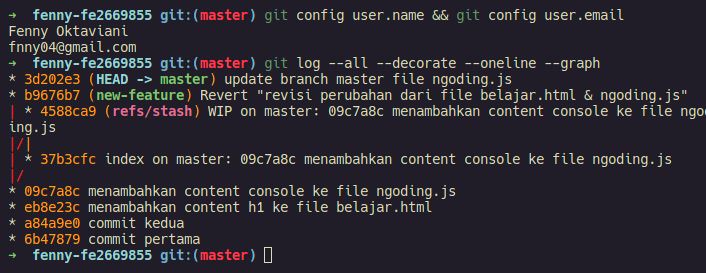 ➜ fenny-fe2669855 git:(master) git config user.name && git config user.email
Fenny Oktaviani
fnny04@gmail.com
➜ fenny-fe2669855 git:(master) git log --all --decorate --oneline --graph
* 3d202e3 (HEAD -> master) update branch master file ngoding.js
* b9676b7 (new-feature) Revert "revisi perubahan dari file belajar.html & ngoding.js"
| * 4588ca9 (refs/stash) WIP on master: 09c7a8c menambahkan content console ke file ngod
ing.js
|/|
| * 37b3cfc index on master: 09c7a8c menambahkan content console ke file ngoding.js
|/
* 09c7a8c menambahkan content console ke file ngoding.js
* eb8e23c menambahkan content h1 ke file belajar.html
* a84a9e0 commit kedua
* 6b47879 commit pertama
➜ fenny-fe2669855 git:(master)